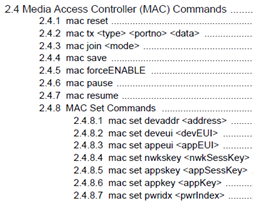 2.4 Media Access Controller (MAC) Commands ........
2.4.1 mac reset ........
2.4.2 mac tx <type> <portno> <data> ........
2.4.3 mac join <mode> ........
2.4.4 mac save ........
2.4.5 mac forceENABLE ........
2.4.6 mac pause ........
2.4.7 mac resume ........
2.4.8 MAC Set Commands ........
2.4.8.1 mac set devaddr <address> ........
2.4.8.2 mac set deveui <devEUI> ........
2.4.8.3 mac set appeui <appEUI> ........
2.4.8.4 mac set nwkskey <nwkSessKey>
2.4.8.5 mac set appskey <appSessKey>
2.4.8.6 mac set appkey <appKey> ........
2.4.8.7 mac set pwridx <pwrIndex> ........